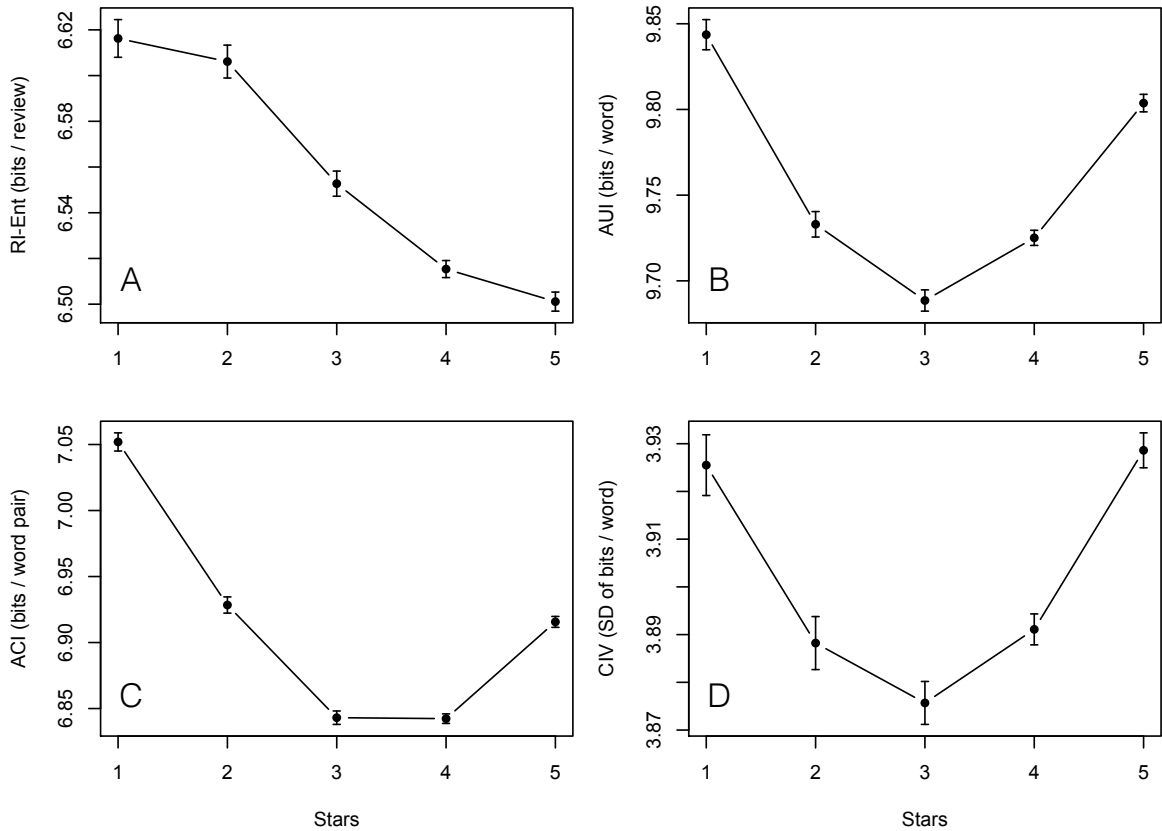 RI-Ent (bits / review)
6.62
6.58
6.54
6.50
A
1 2 3 4 5
AUI (bits / word)
9.85
9.80
9.75
9.70
B
1 2 3 4 5
ACI (bits / word pair)
7.05
7.00
6.95
6.90
6.85
C
1 2 3 4 5
Stars
CIV (SD of bits / word)
3.93
3.91
3.89
3.87
D
1 2 3 4 5
Stars